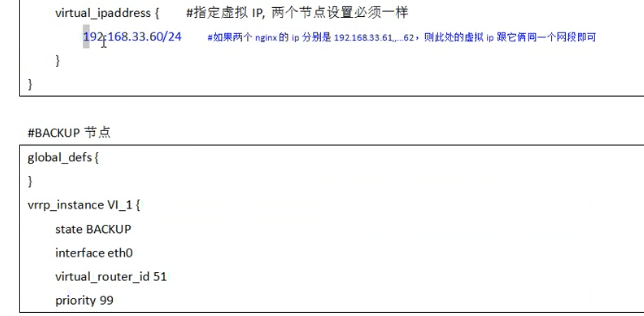 virtual_ipaddress {      #指定虚拟 IP, 两个节点设置必须一样
192.168.33.60/24      #如果两个 nginx 的 ip 分别是 192.168.33.61,,...62，则此处的虚拟 ip 跟它俩同一个网段即可
}
}
#BACKUP 节点
global_defs {
}
vrrp_instance VI_1 {
state BACKUP
interface eth0
virtual_router_id 51
priority 99